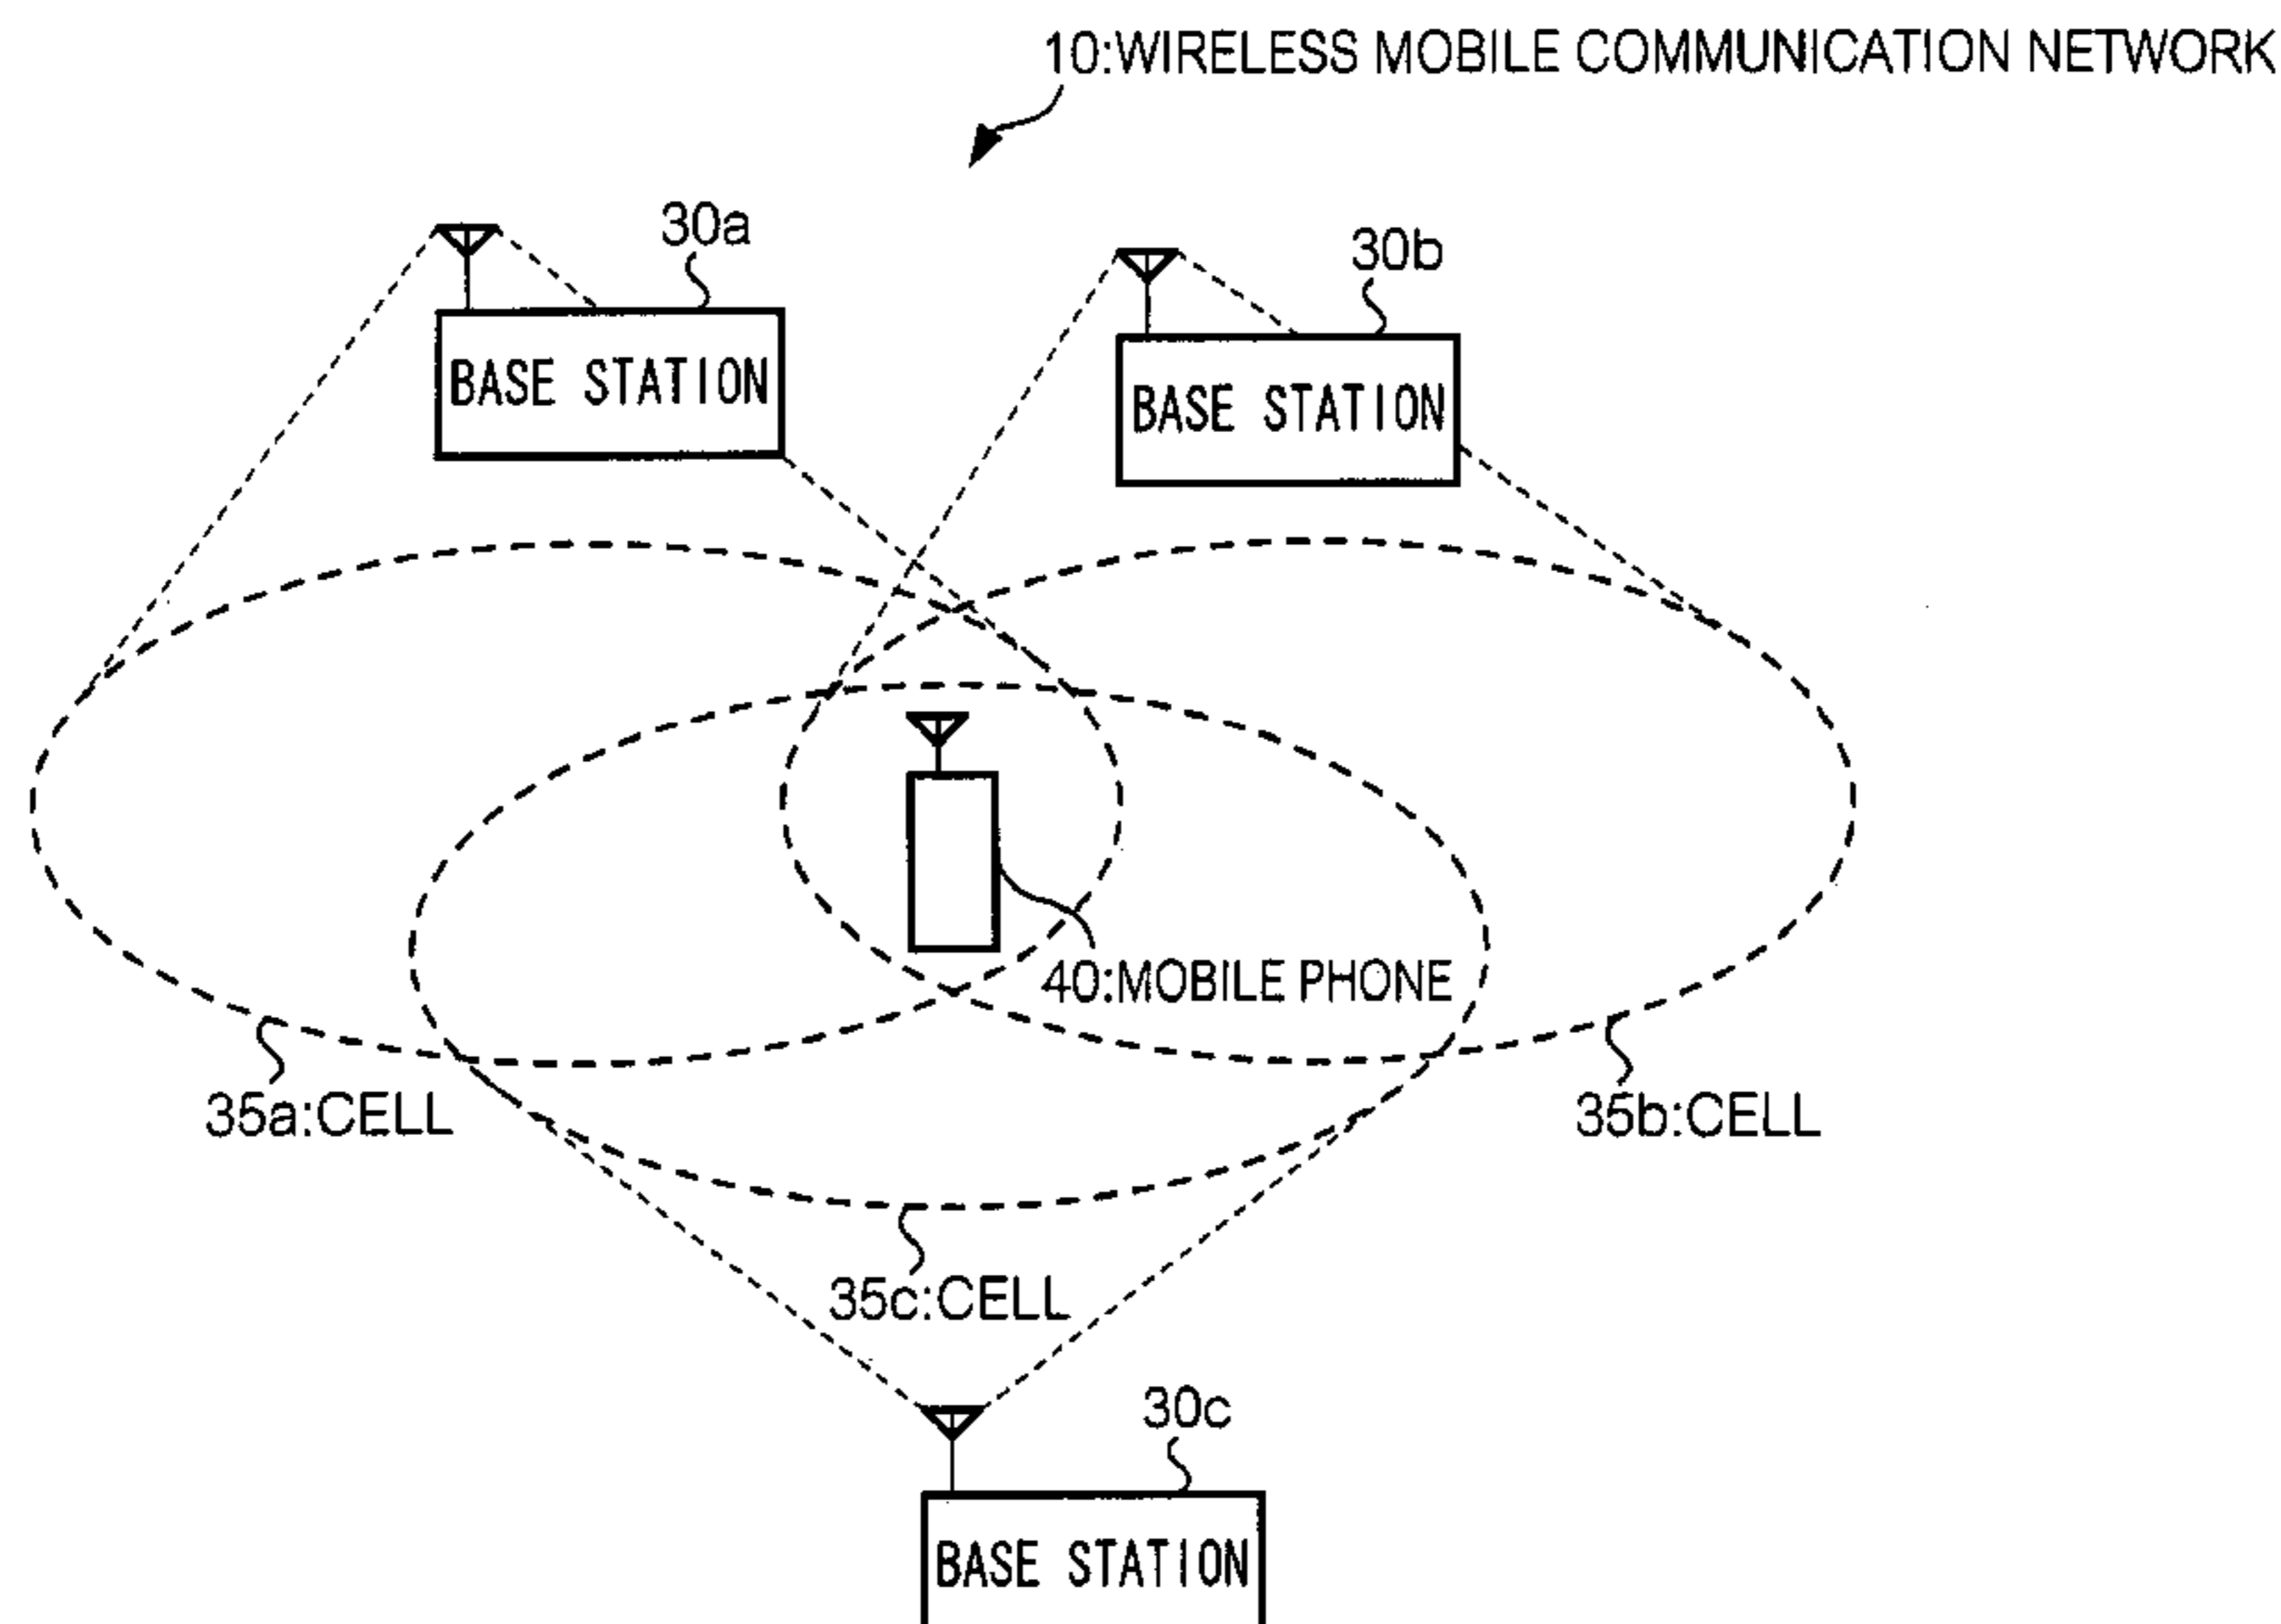 10:WIRELESS MOBILE COMMUNICATION NETWORK
30a
30b
BASE STATION
BASE STATION
40:MOBILE PHONE
35a:CELL
35b:CELL
35c:CELL
30c
BASE STATION